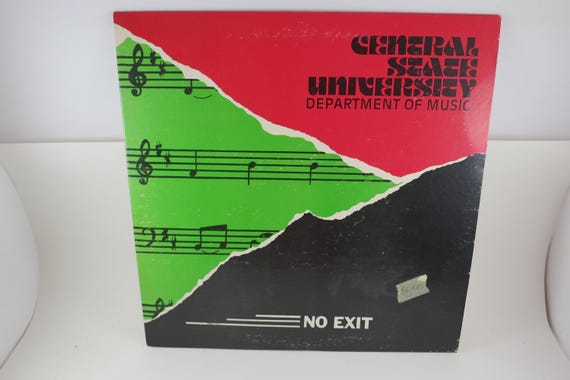 CENTRAL
STATE
UNIVERSITY
DEPARTMENT OF MUSIC
NO EXIT